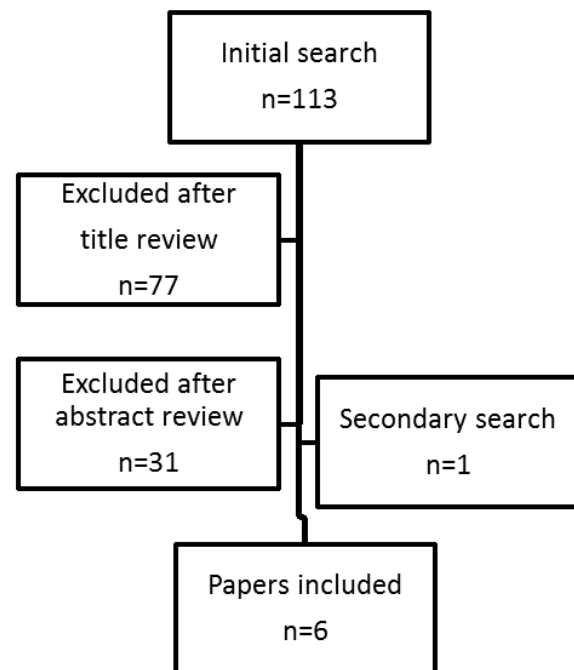 Initial search
n=113
Excluded after
title review
n=77
Excluded after
abstract review
n=31
Secondary search
n=1
Papers included
n=6